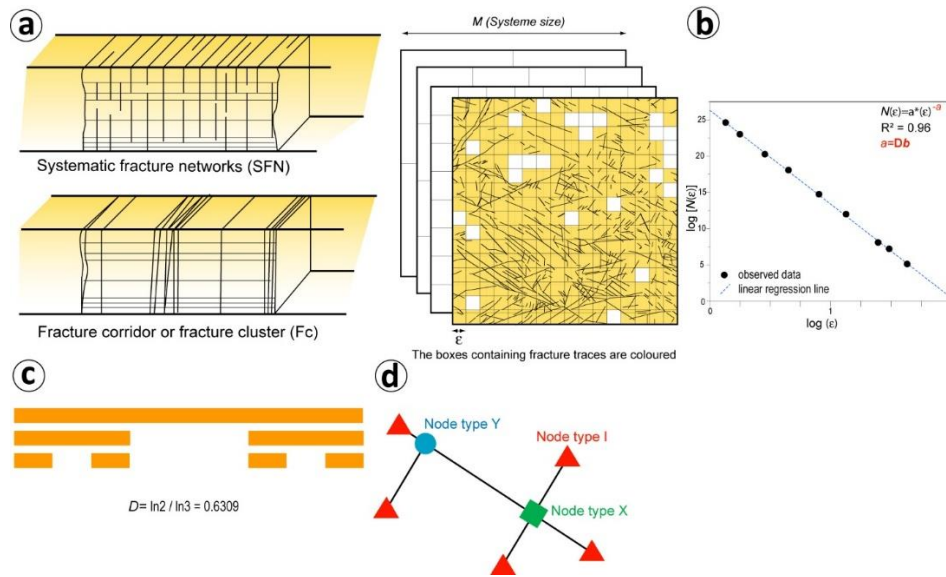 a
Systematic fracture networks (SFN)
Fracture corridor or fracture cluster (Fc)
M (Systeme size)
ε
The boxes containing fracture traces are coloured
b
N(ε)=a*(ε)-a
R² = 0.96
a=Db
log [N(ε)]
25
20
15
10
5
0
observed data
linear regression line
0
1
2
log (ε)
c
D= ln2 / ln3 = 0.6309
d
Node type Y
Node type I
Node type X